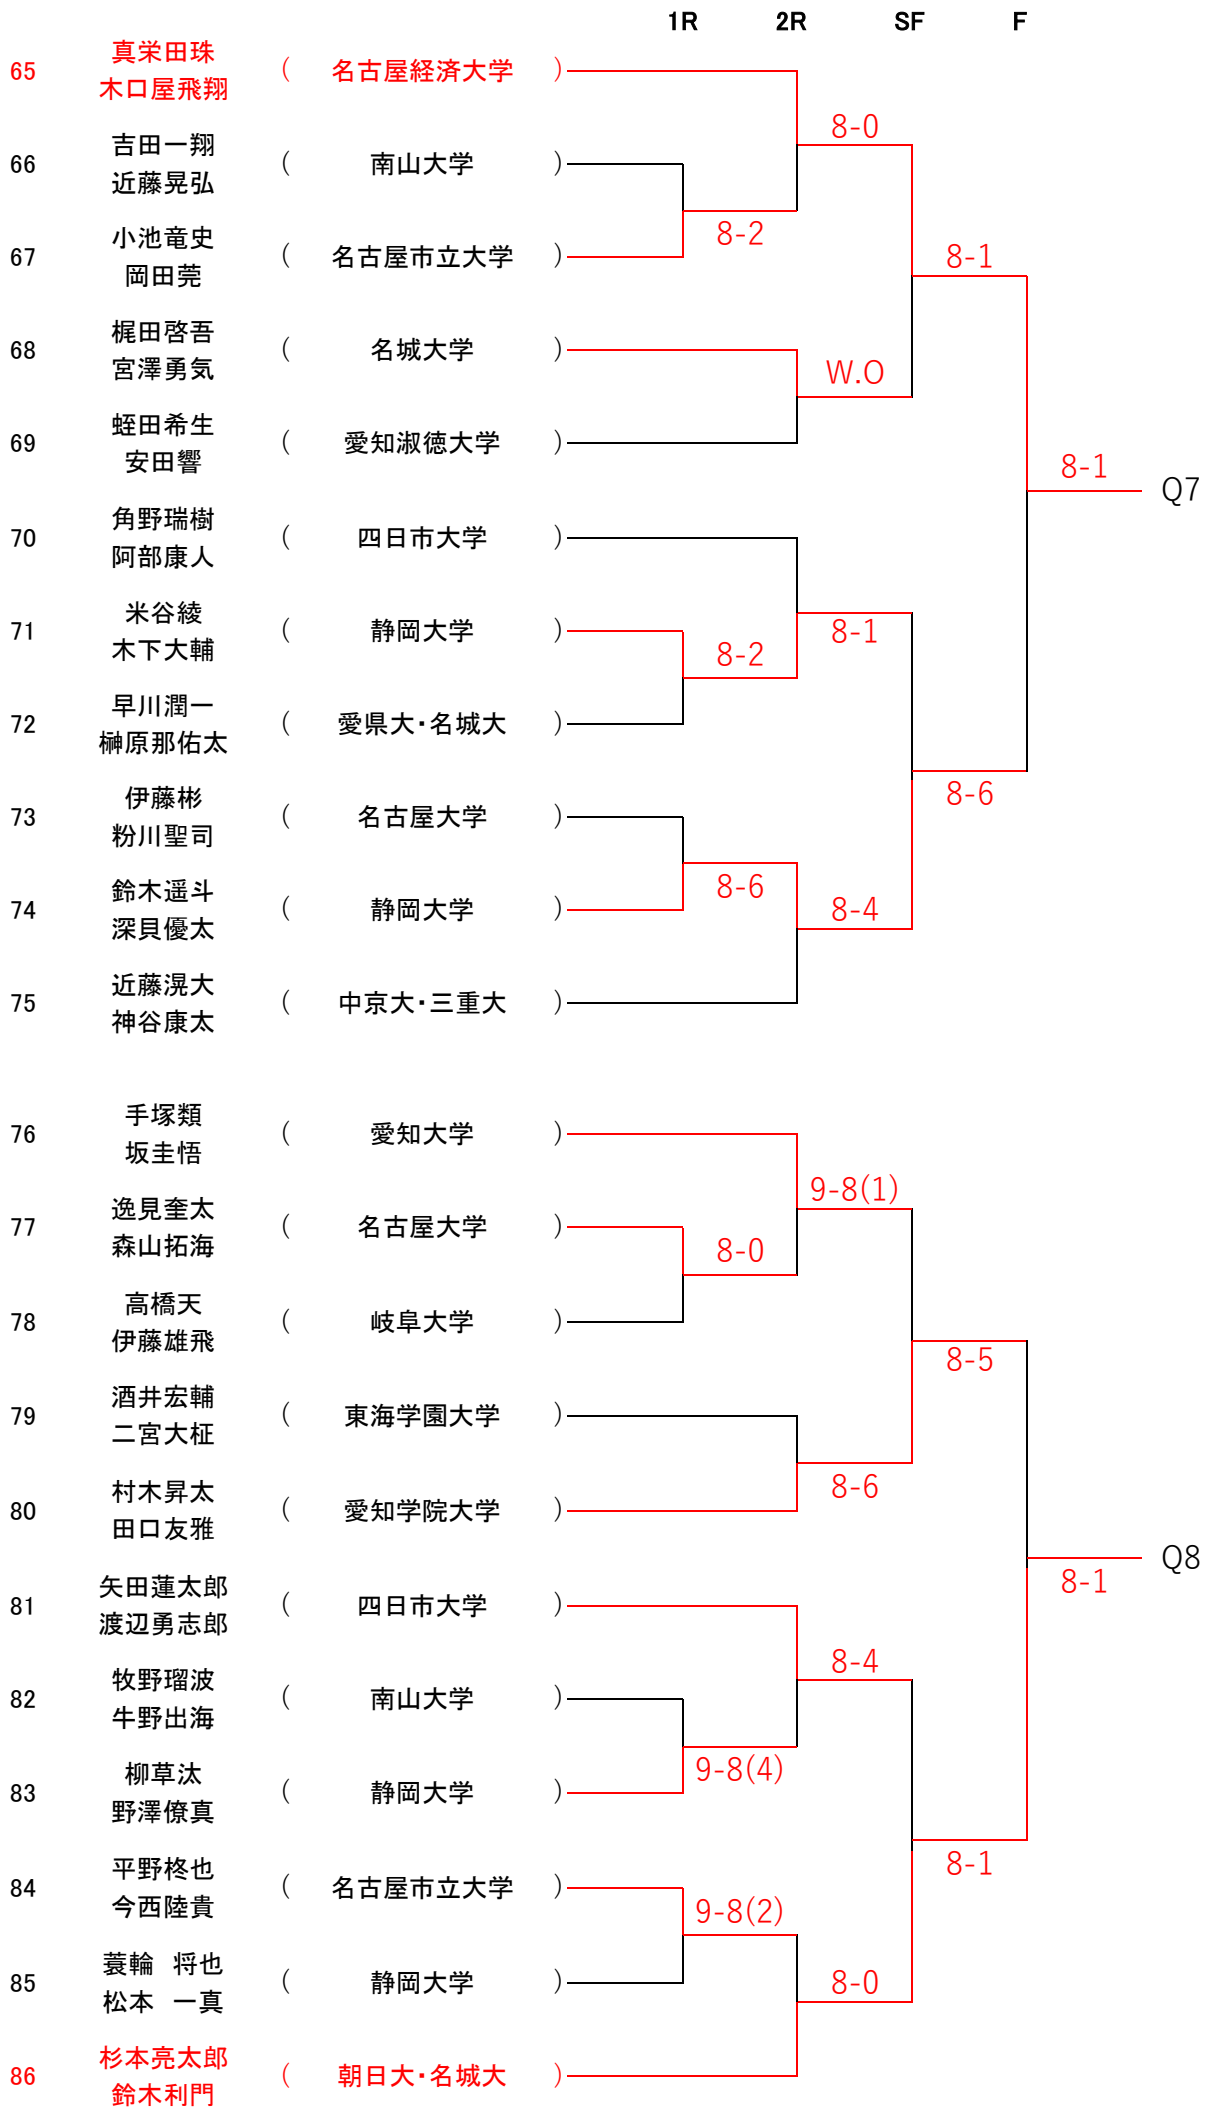 1R 2R SF F
真栄田珠
65 ( 名古屋経済大学 )
木口屋飛翔
8-0
吉田一翔
66 ( 南山大学 )
近藤晃弘
8-2
小池竜史
67 ( 名古屋市立大学 )
岡田莞
8-1
梶田啓吾
68 ( 名城大学 )
宮澤勇気
W.O
蛭田希生
69 ( 愛知淑徳大学 )
安田響
8-1
Q7
角野瑞樹
70 ( 四日市大学 )
阿部康人
米谷綾
71 ( 静岡大学 )
8-1
木下大輔
8-2
早川潤一
72 ( 愛県大・名城大 )
榊原那佑太
8-6
伊藤彬
73 ( 名古屋大学 )
粉川聖司
8-6
鈴木遥斗
74 ( 静岡大学 )
8-4
深貝優太
近藤滉大
75 ( 中京大・三重大 )
神谷康太
手塚類
76 ( 愛知大学 )
坂圭悟
9-8(1)
逸見奎太
77 ( 名古屋大学 )
森山拓海
8-0
高橋天
78 ( 岐阜大学 )
伊藤雄飛
8-5
酒井宏輔
79 ( 東海学園大学 )
二宮大柾
8-6
村木昇太
80 ( 愛知学院大学 )
田口友雅
Q8
8-1
矢田蓮太郎
81 ( 四日市大学 )
渡辺勇志郎
8-4
牧野瑠波
82 ( 南山大学 )
牛野出海
9-8(4)
柳草汰
83 ( 静岡大学 )
野澤僚真
8-1
平野柊也
84 ( 名古屋市立大学 )
今西陸貴
9-8(2)
蓑輪　将也
85 ( 静岡大学 )
8-0
松本　一真
杉本亮太郎
86 ( 朝日大・名城大 )
鈴木利門